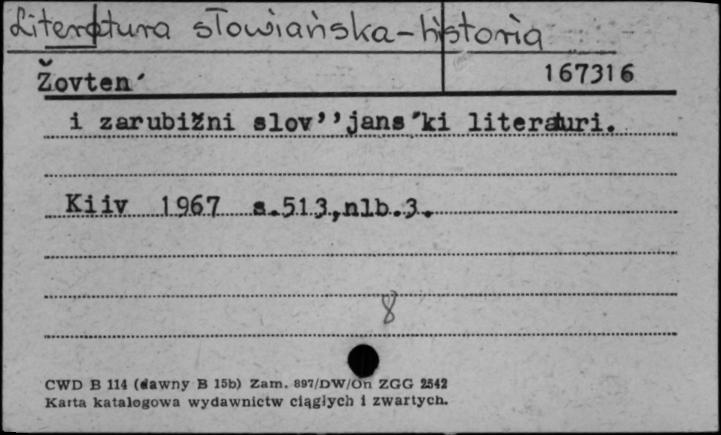 Literatura słowiańska - historia
Žovten´ 167316
i zarubižni slov’’jans´ki literaturi.
Kiiv 1967 s.513,nlb.3.
8
CWD B 114 (dawny B 15b) Zam. 897/DW/On ZGG 2542
Karta katalogowa wydawnictw ciągłych i zwartych.